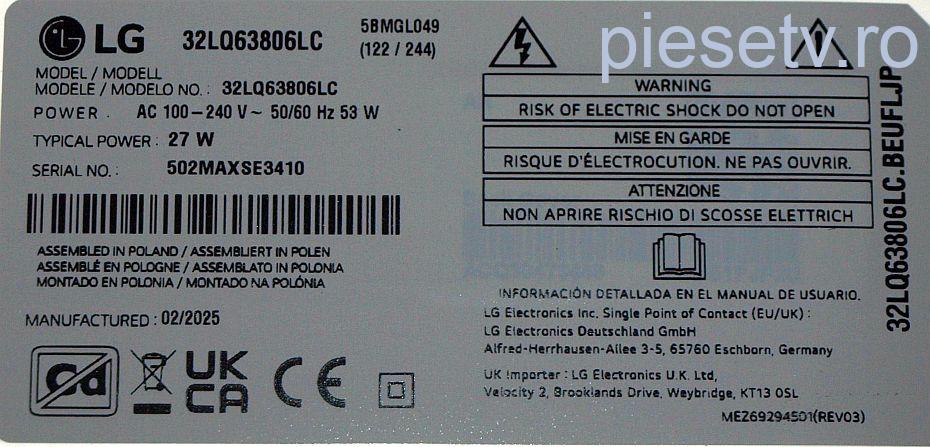 LG 32LQ63806LC 5BMGL049
(122 / 244)
MODEL / MODELL
MODELE / MODELO NO. : 32LQ63806LC
POWER : AC 100-240 V ~ 50/60 Hz 53 W
TYPICAL POWER : 27 W
SERIAL NO. : 502MAXSE3410
ASSEMBLED IN POLAND / ASSEMBLIERT IN POLEN
ASSEMBLÉ EN POLOGNE / ASSEMBLATO IN POLONIA
MONTADO EN POLONIA / MONTADO NA POLÓNIA
MANUFACTURED : 02/2025
Cd
UK
CA
CE
piesetv.ro
WARNING
RISK OF ELECTRIC SHOCK DO NOT OPEN
MISE EN GARDE
RISQUE D'ÉLECTROCUTION. NE PAS OUVRIR.
ATTENZIONE
NON APRIRE RISCHIO DI SCOSSE ELETTRICH
INFORMACIÓN DETALLADA EN EL MANUAL DE USUARIO.
LG Electronics Inc. Single Point of Contact (EU/UK) :
LG Electronics Deutschland GmbH
Alfred-Herrhausen-Allee 3-5, 65760 Eschborn, Germany
UK Importer : LG Electronics U.K. Ltd,
Velocity 2, Brooklands Drive, Weybridge, KT13 0SL
MEZ69294501(REV03)
32LQ63806LC.BEUFLJP